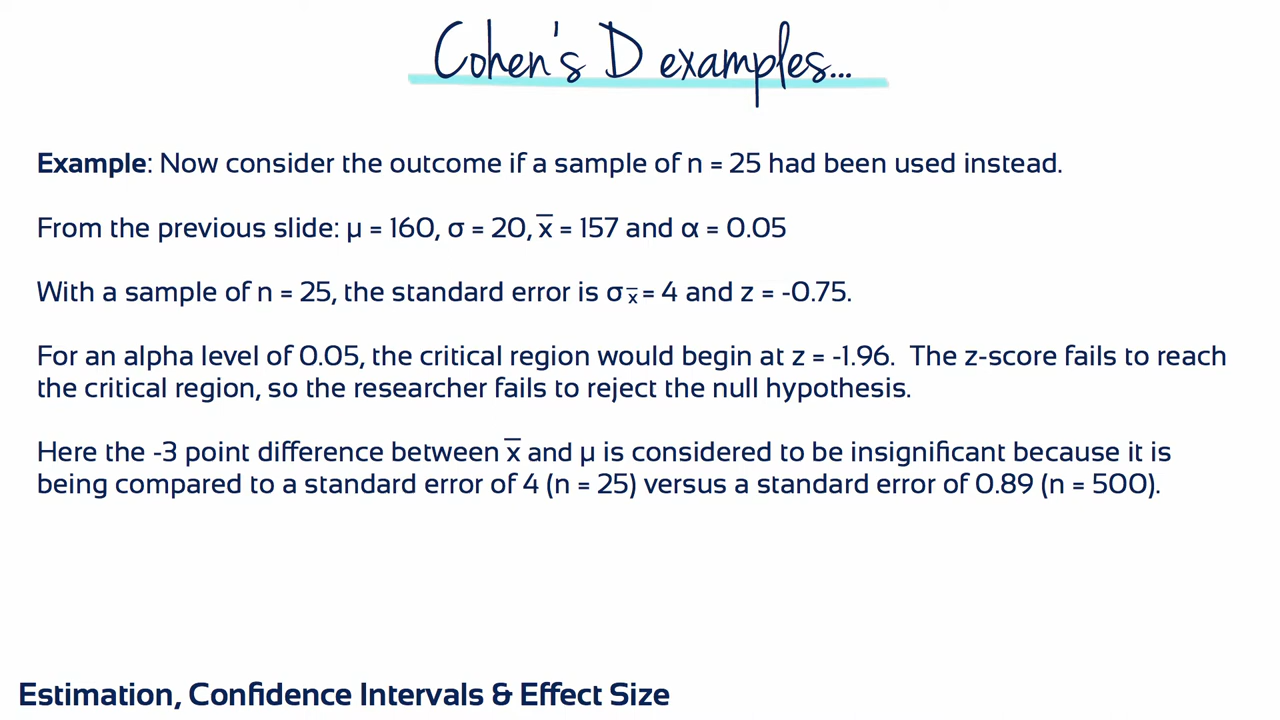 Cohen's D examples...
Example: Now consider the outcome if a sample of n = 25 had been used instead.
From the previous slide: μ = 160, σ = 20, x̅ = 157 and α = 0.05
With a sample of n = 25, the standard error is σx̅ = 4 and z = -0.75.
For an alpha level of 0.05, the critical region would begin at z = -1.96. The z-score fails to reach
the critical region, so the researcher fails to reject the null hypothesis.
Here the -3 point difference between x̅ and μ is considered to be insignificant because it is
being compared to a standard error of 4 (n = 25) versus a standard error of 0.89 (n = 500).
Estimation, Confidence Intervals & Effect Size